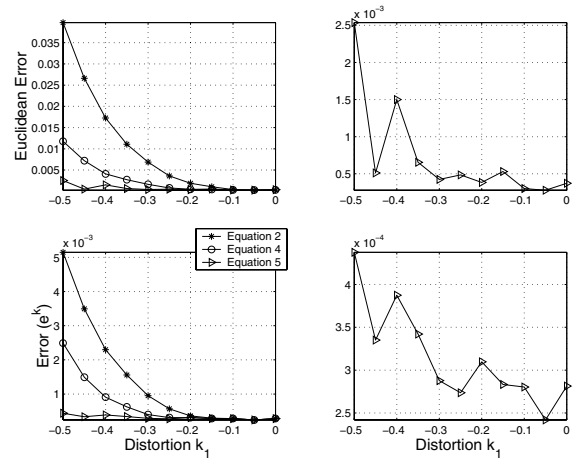 Euclidean Error
0.035
0.03
0.025
0.02
0.015
0.01
0.005
−0.5 −0.4 −0.3 −0.2 −0.1 0
x 10⁻³
2.5
1.5
0.5
−0.5 −0.4 −0.3 −0.2 −0.1 0
Equation 2
Equation 4
Equation 5
x 10⁻³
Error (eᵏ)
5
4
3
2
1
−0.5 −0.4 −0.3 −0.2 −0.1 0
Distortion k₁
x 10⁻⁴
4
3.5
3
2.5
−0.5 −0.4 −0.3 −0.2 −0.1 0
Distortion k₁